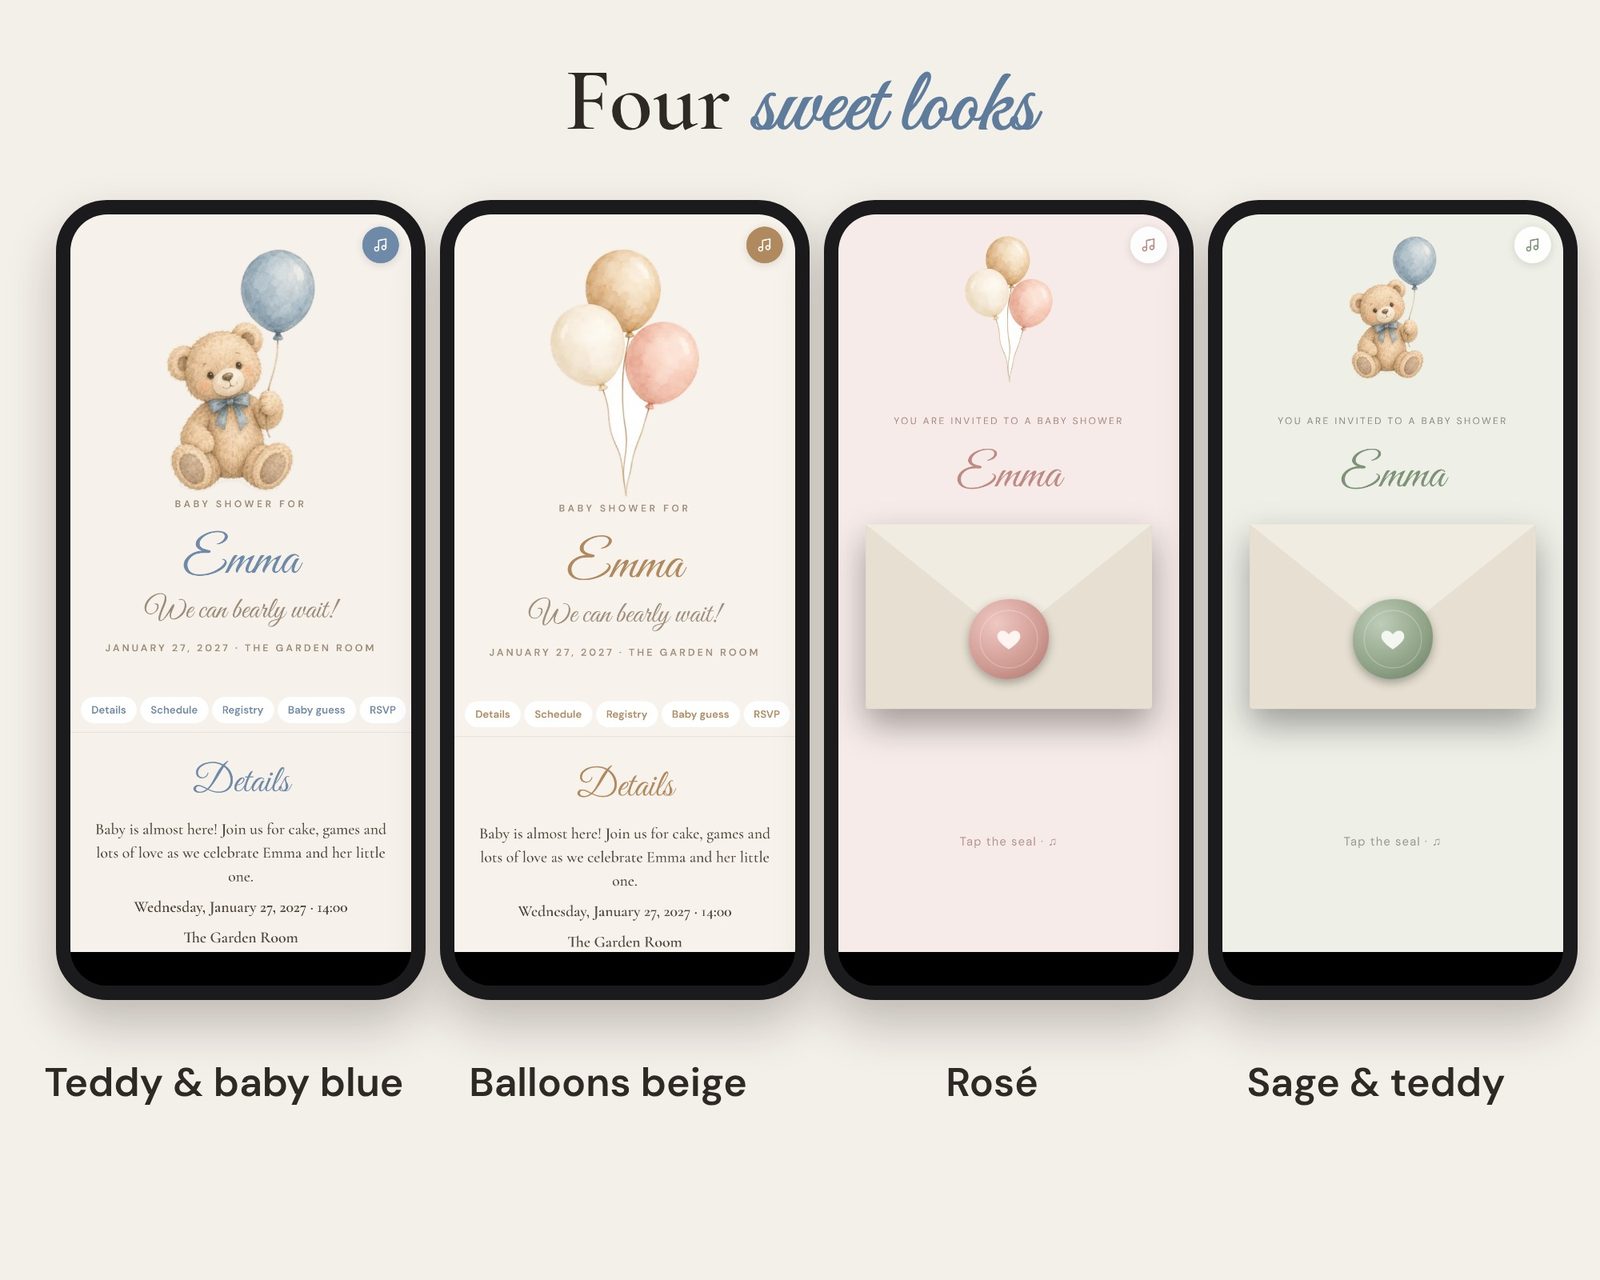 Four sweet looks
BABY SHOWER FOR
Emma
We can bearly wait!
JANUARY 27, 2027 · THE GARDEN ROOM
Details
Schedule
Registry
Baby guess
RSVP
Details
Baby is almost here! Join us for cake, games and
lots of love as we celebrate Emma and her little
one.
Wednesday, January 27, 2027 · 14:00
The Garden Room
Teddy & baby blue
BABY SHOWER FOR
Emma
We can bearly wait!
JANUARY 27, 2027 · THE GARDEN ROOM
Details
Schedule
Registry
Baby guess
RSVP
Details
Baby is almost here! Join us for cake, games and
lots of love as we celebrate Emma and her little
one.
Wednesday, January 27, 2027 · 14:00
The Garden Room
Balloons beige
YOU ARE INVITED TO A BABY SHOWER
Emma
Tap the seal · ♫
Rosé
YOU ARE INVITED TO A BABY SHOWER
Emma
Tap the seal · ♫
Sage & teddy